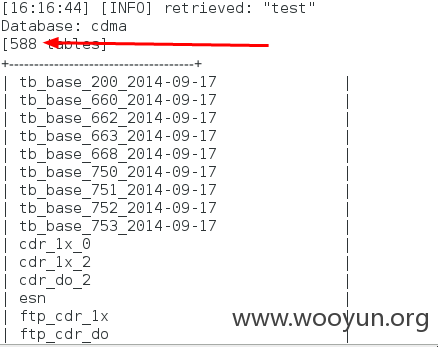 [16:16:44] [INFO] retrieved: "test"
Database: cdma
[588 tables]
+-----------------------------------+
| tb_base_200_2014-09-17 |
| tb_base_660_2014-09-17 |
| tb_base_662_2014-09-17 |
| tb_base_663_2014-09-17 |
| tb_base_668_2014-09-17 |
| tb_base_750_2014-09-17 |
| tb_base_751_2014-09-17 |
| tb_base_752_2014-09-17 |
| tb_base_753_2014-09-17 |
| cdr_1x_0 |
| cdr_1x_2 |
| cdr_do_2 |
| esn |
| ftp_cdr_1x |
| ftp_cdr_do |
www.wooyun.org